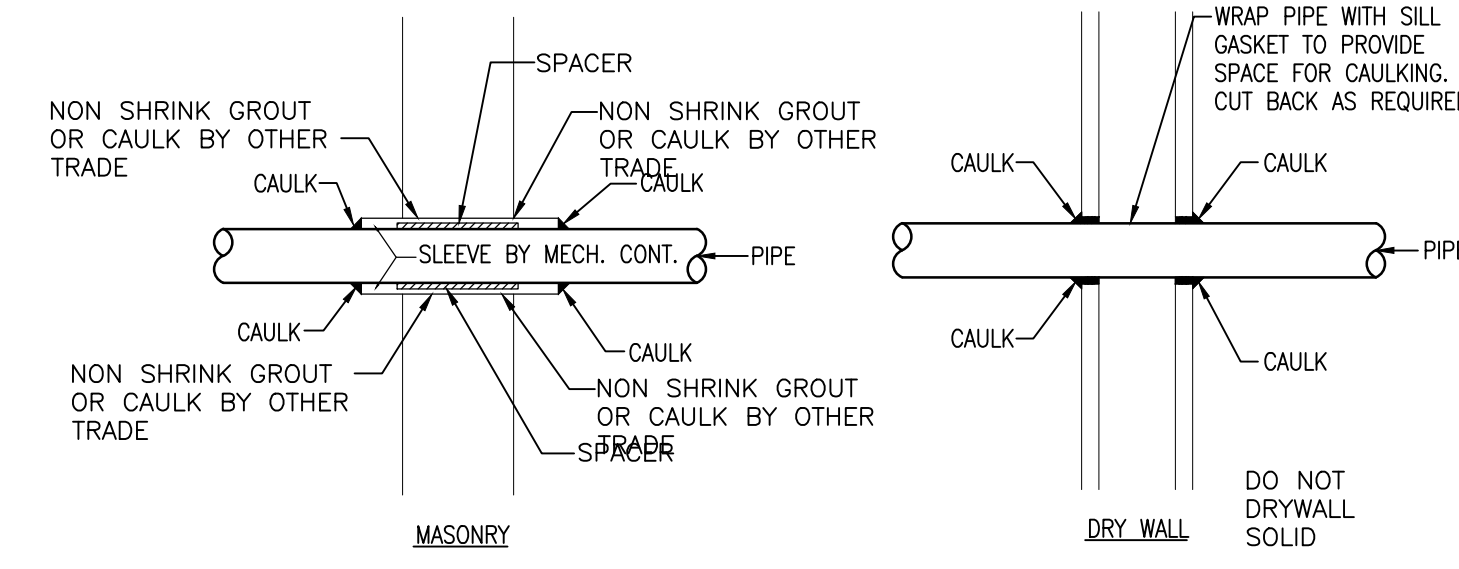 SPACER
NON SHRINK GROUT
OR CAULK BY OTHER
TRADE
NON SHRINK GROUT
OR CAULK BY OTHER
TRADE
CAULK
CAULK
SLEEVE BY MECH. CONT.
PIPE
CAULK
CAULK
NON SHRINK GROUT
OR CAULK BY OTHER
TRADE
NON SHRINK GROUT
OR CAULK BY OTHER
TRADE
SPACER
MASONRY
WRAP PIPE WITH SILL
GASKET TO PROVIDE
SPACE FOR CAULKING.
CUT BACK AS REQUIRE
CAULK
CAULK
PIPE
CAULK
CAULK
DRY WALL
DO NOT
DRYWALL
SOLID